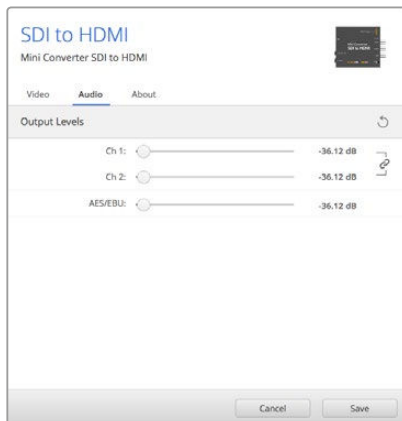 SDI to HDMI
Mini Converter SDI to HDMI
Video Audio About
Output Levels
Ch 1: -36.12 dB
Ch 2: -36.12 dB
AES/EBU: -36.12 dB
Cancel Save